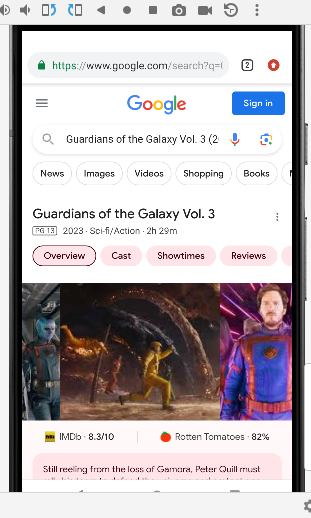 https://www.google.com/search?q=
2
Google
Sign in
Guardians of the Galaxy Vol. 3 (2
News
Images
Videos
Shopping
Books
Guardians of the Galaxy Vol. 3
PG 13 2023 · Sci-fi/Action · 2h 29m
Overview
Cast
Showtimes
Reviews
IMDb · 8.3/10
Rotten Tomatoes · 82%
Still reeling from the loss of Gamora, Peter Quill must